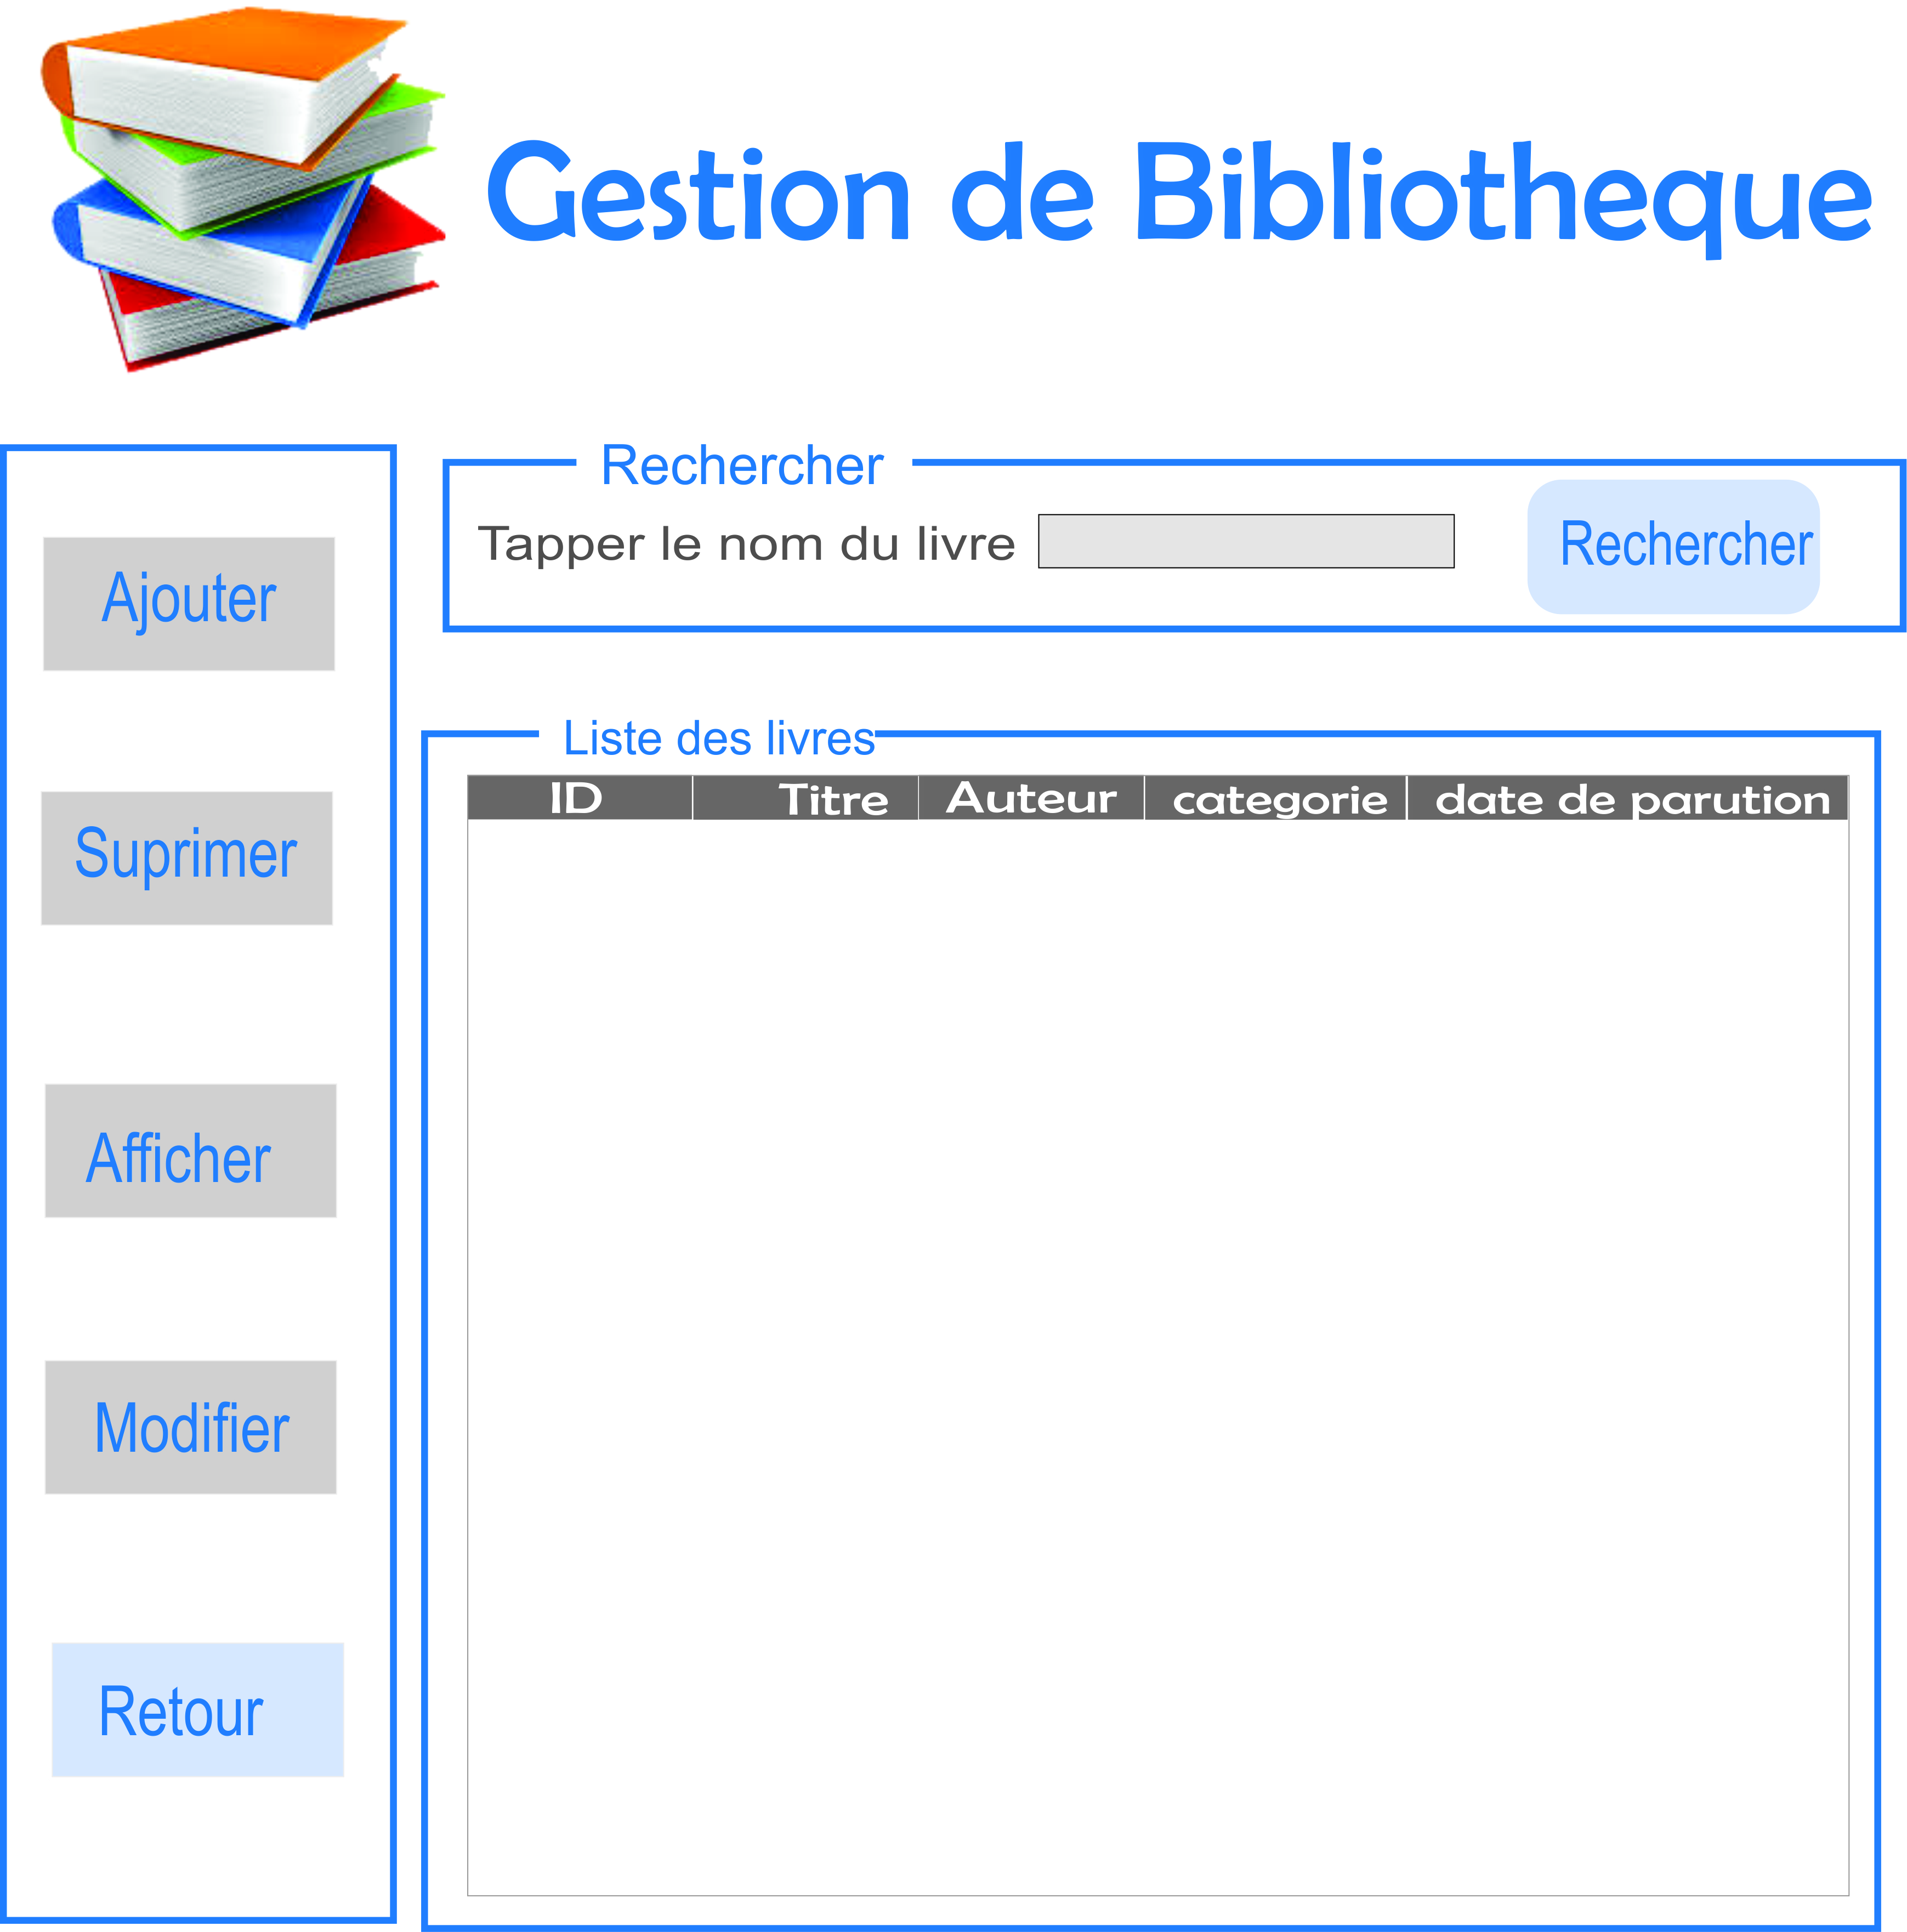 Gestion de Bibliotheque
Rechercher
Tapper le nom du livre
Rechercher
Ajouter
Suprimer
Afficher
Modifier
Retour
Liste des livres
ID Titre Auteur categorie date de parution